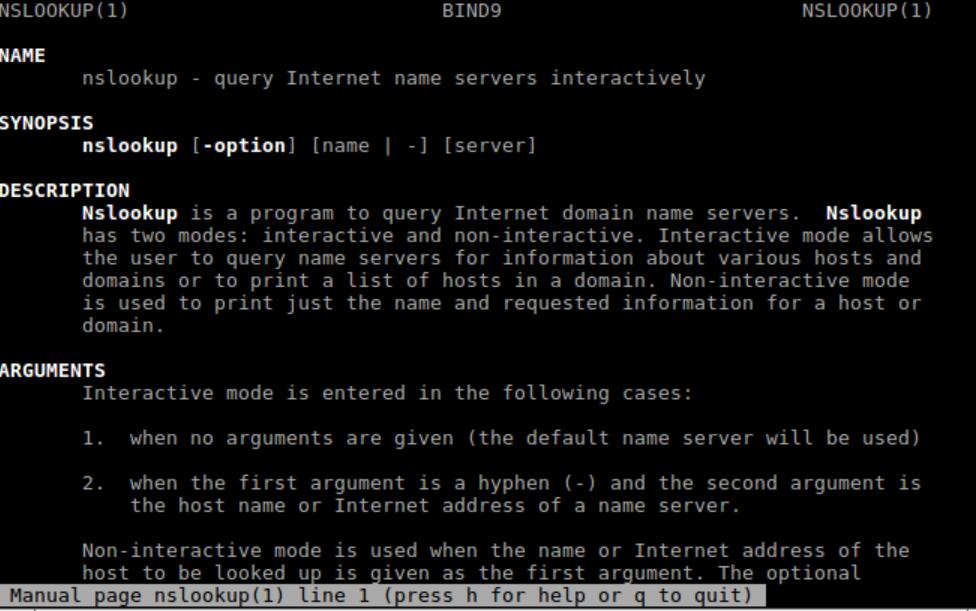 NSLOOKUP(1) BIND9 NSLOOKUP(1)
NAME
nslookup - query Internet name servers interactively
SYNOPSIS
nslookup [-option] [name | -] [server]
DESCRIPTION
Nslookup is a program to query Internet domain name servers. Nslookup
has two modes: interactive and non-interactive. Interactive mode allows
the user to query name servers for information about various hosts and
domains or to print a list of hosts in a domain. Non-interactive mode
is used to print just the name and requested information for a host or
domain.
ARGUMENTS
Interactive mode is entered in the following cases:
1. when no arguments are given (the default name server will be used)
2. when the first argument is a hyphen (-) and the second argument is
the host name or Internet address of a name server.
Non-interactive mode is used when the name or Internet address of the
host to be looked up is given as the first argument. The optional
Manual page nslookup(1) line 1 (press h for help or q to quit)